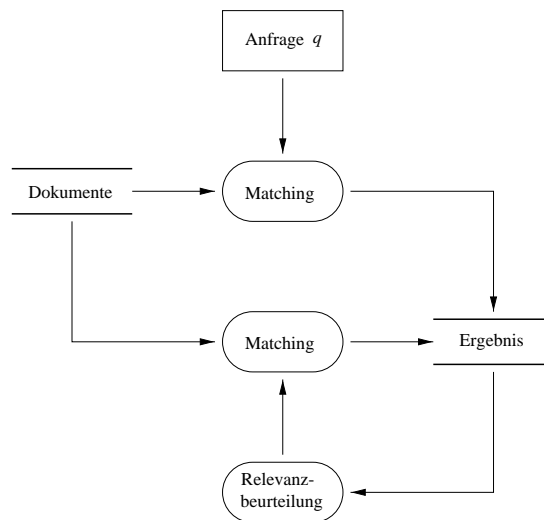 Anfrage q
Dokumente
Matching
Matching
Ergebnis
Relevanz-
beurteilung